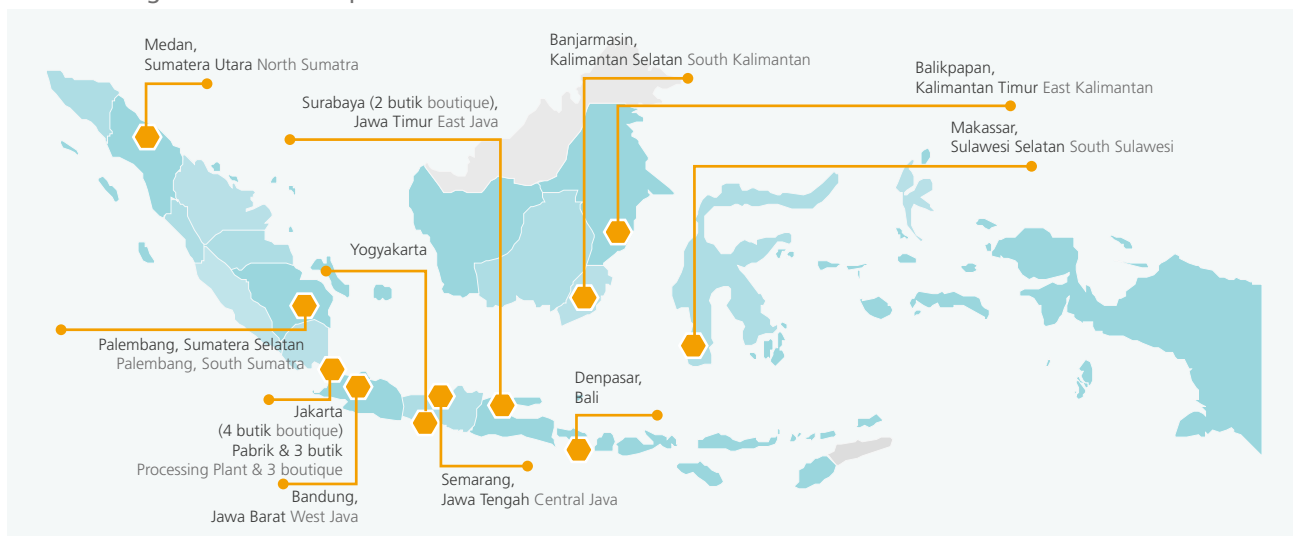 Medan,
Sumatera Utara North Sumatra
Banjarmasin,
Kalimantan Selatan South Kalimantan
Balikpapan,
Kalimantan Timur East Kalimantan
Surabaya (2 butik boutique),
Jawa Timur East Java
Makassar,
Sulawesi Selatan South Sulawesi
Yogyakarta
Palembang, Sumatera Selatan
Palembang, South Sumatra
Denpasar,
Bali
Jakarta
(4 butik boutique)
Pabrik & 3 butik
Processing Plant & 3 boutique
Semarang,
Jawa Tengah Central Java
Bandung,
Jawa Barat West Java